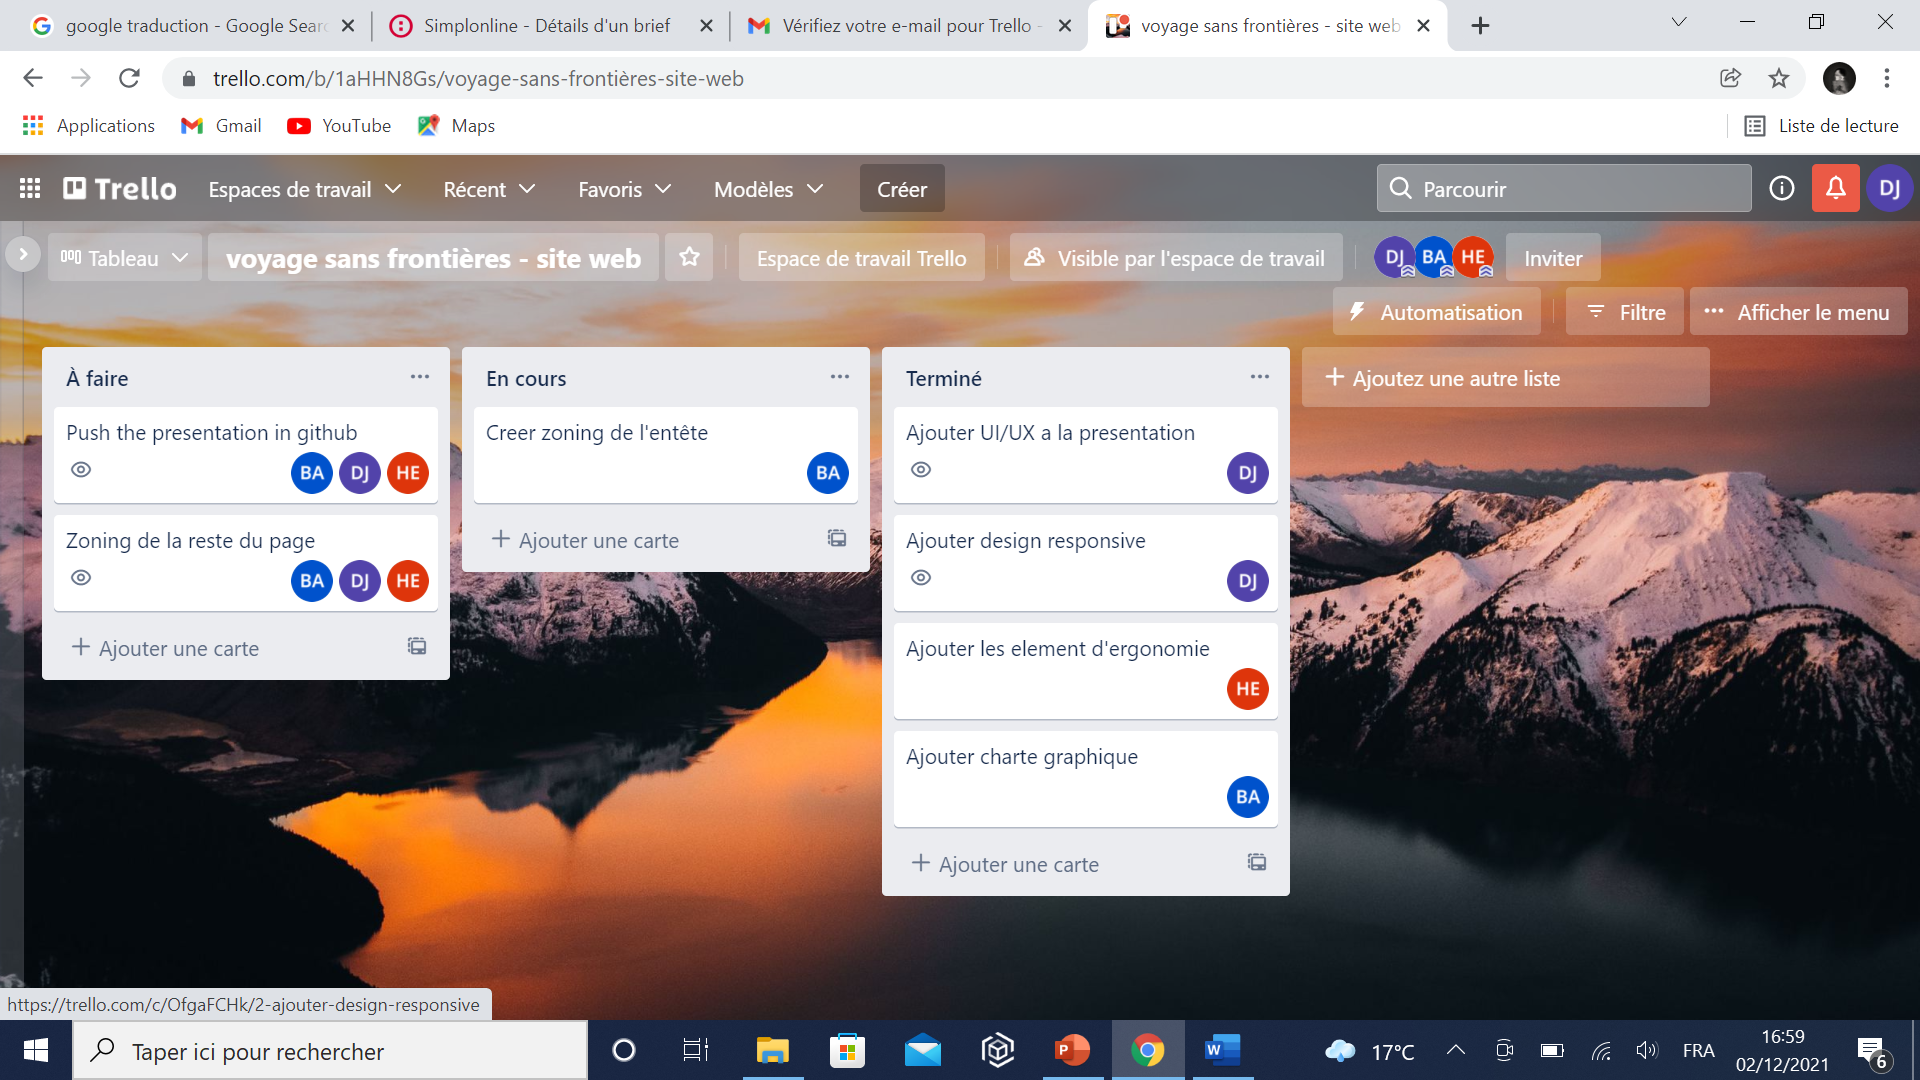 google traduction - Google Sear
Simplonline - Détails d'un brief
Vérifiez votre e-mail pour Trello -
voyage sans frontières - site web
trello.com/b/1aHHN8Gs/voyage-sans-frontières-site-web
Applications
Gmail
YouTube
Maps
Liste de lecture
Trello
Espaces de travail
Récent
Favoris
Modèles
Créer
Parcourir
DJ
Tableau
voyage sans frontières - site web
Espace de travail Trello
Visible par l'espace de travail
DJ
BA
HE
Inviter
Automatisation
Filtre
Afficher le menu
À faire
Push the presentation in github
BA
DJ
HE
Zoning de la reste du page
BA
DJ
HE
Ajouter une carte
En cours
Creer zoning de l'entête
BA
Ajouter une carte
Terminé
Ajouter UI/UX a la presentation
DJ
Ajouter design responsive
DJ
Ajouter les element d'ergonomie
HE
Ajouter charte graphique
BA
Ajouter une carte
Ajoutez une autre liste
https://trello.com/c/OfgaFCHk/2-ajouter-design-responsive
Taper ici pour rechercher
P
W
17°C
FRA
16:59
02/12/2021
6